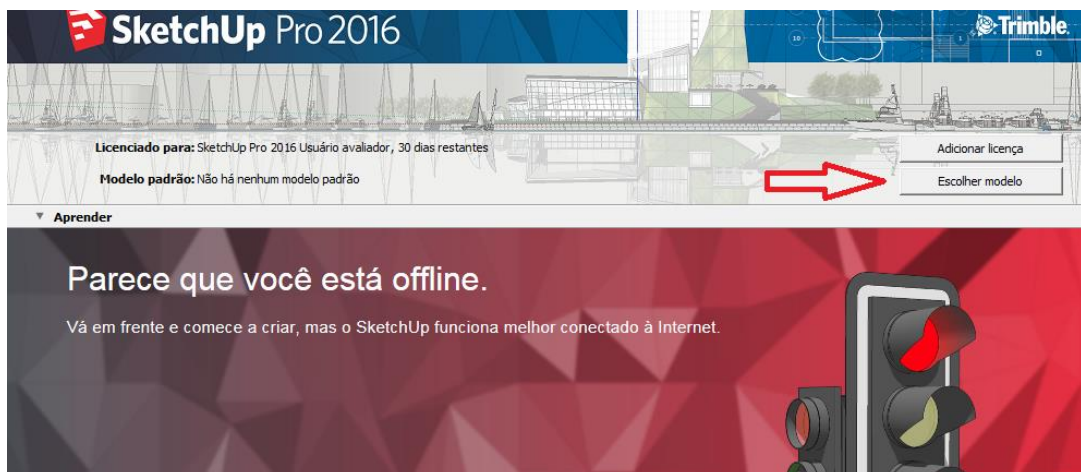 SketchUp Pro 2016
Trimble.
10
1
Licenciado para: SketchUp Pro 2016 Usuário avaliador, 30 dias restantes
Adicionar licença
Modelo padrão: Não há nenhum modelo padrão
Escolher modelo
Aprender
Parece que você está offline.
Vá em frente e comece a criar, mas o SketchUp funciona melhor conectado à Internet.